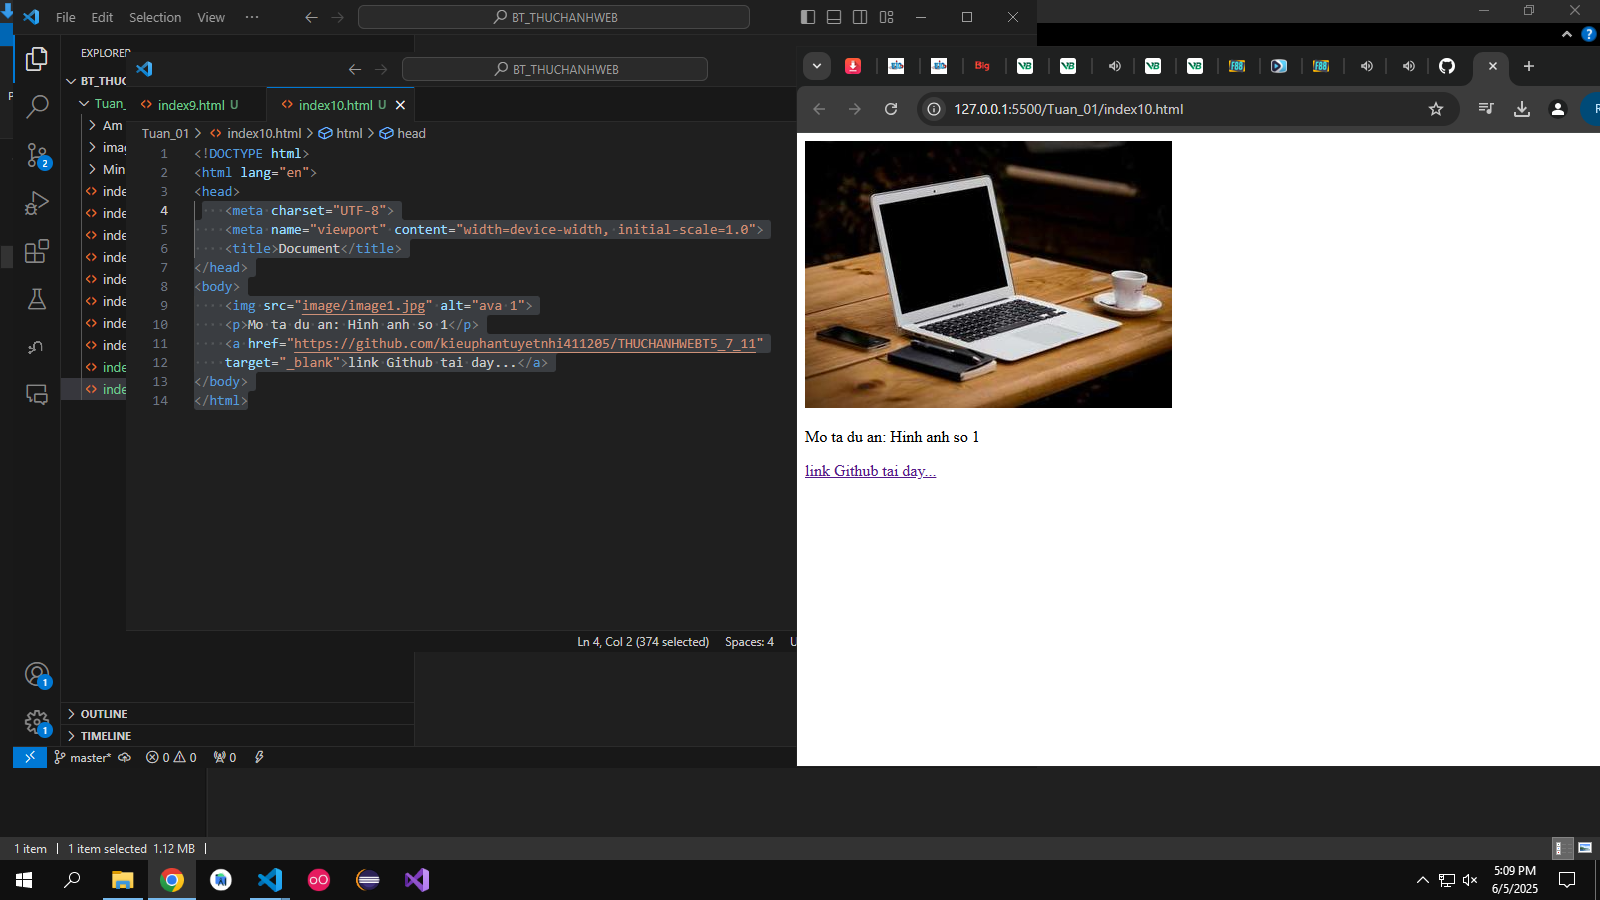 File Edit Selection View ··· BT_THUCHANHWEB
EXPLORER
BT_THUC
Tuan_
Am
imag
Min
inde
inde
inde
inde
inde
inde
inde
inde
inde
inde
OUTLINE
TIMELINE
master* 0 0 0
BT_THUCHANHWEB
index9.html U index10.html U
Tuan_01 > index10.html > html > head
1 <!DOCTYPE html>
2 <html lang="en">
3 <head>
4 <meta charset="UTF-8">
5 <meta name="viewport" content="width=device-width, initial-scale=1.0">
6 <title>Document</title>
7 </head>
8 <body>
9 <img src="image/image1.jpg" alt="ava 1">
10 <p>Mo ta du an: Hinh anh so 1</p>
11 <a href="https://github.com/kieuphantuyetnhi411205/THUCHANHWEBT5_7_11"
12 target="_blank">link Github tai day...</a>
13 </body>
14 </html>
Ln 4, Col 2 (374 selected) Spaces: 4 U
127.0.0.1:5500/Tuan_01/index10.html
Mo ta du an: Hinh anh so 1
link Github tai day...
1 item 1 item selected 1.12 MB
5:09 PM
6/5/2025